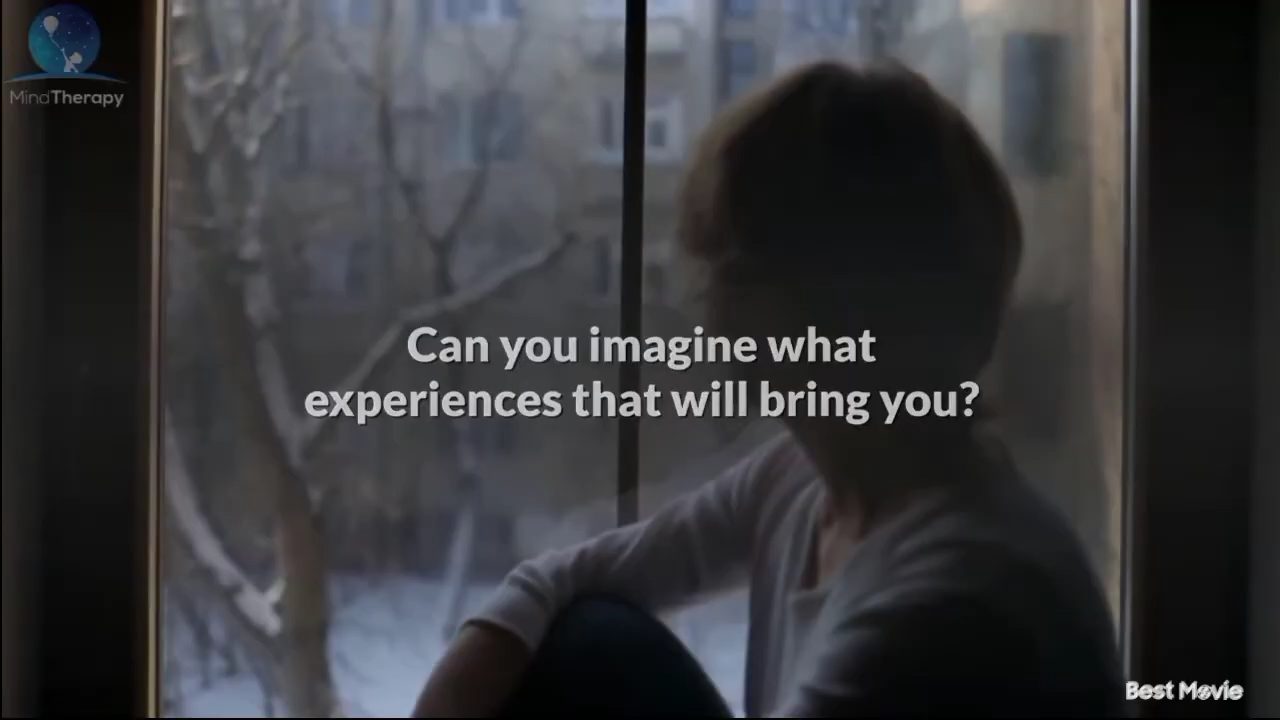 MindTherapy
Can you imagine what
experiences that will bring you?
Best Movie